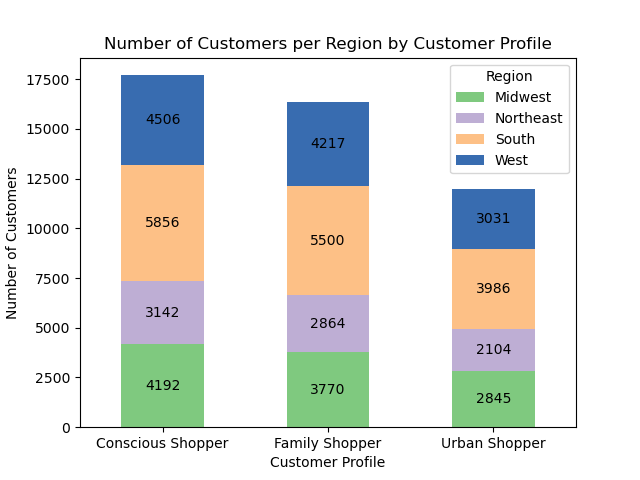 Number of Customers per Region by Customer Profile
Number of Customers
17500
15000
12500
10000
7500
5000
2500
0
Region
Midwest
Northeast
South
West
4506
4217
3031
5856
5500
3986
3142
2864
2104
4192
3770
2845
Conscious Shopper
Family Shopper
Urban Shopper
Customer Profile